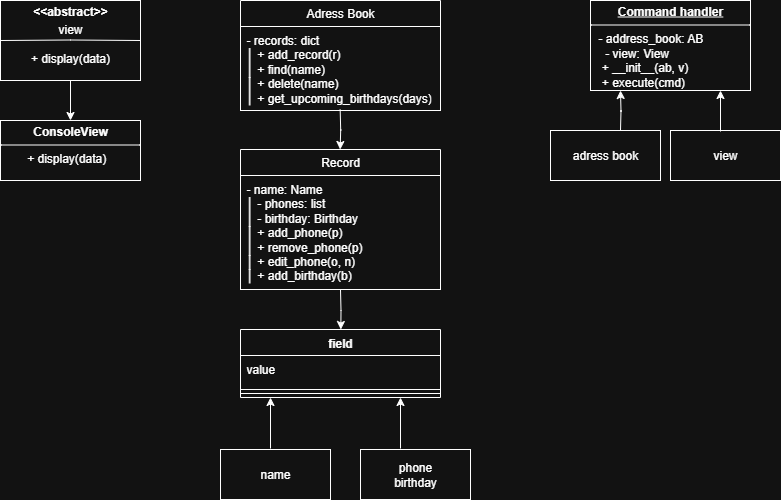 <<abstract>>
view
+ display(data)
ConsoleView
+ display(data)
Adress Book
- records: dict
+ add_record(r)
+ find(name)
+ delete(name)
+ get_upcoming_birthdays(days)
Record
- name: Name
- phones: list
- birthday: Birthday
+ add_phone(p)
+ remove_phone(p)
+ edit_phone(o, n)
+ add_birthday(b)
field
value
name
phone
birthday
Command handler
- address_book: AB
- view: View
+ __init__(ab, v)
+ execute(cmd)
adress book
view